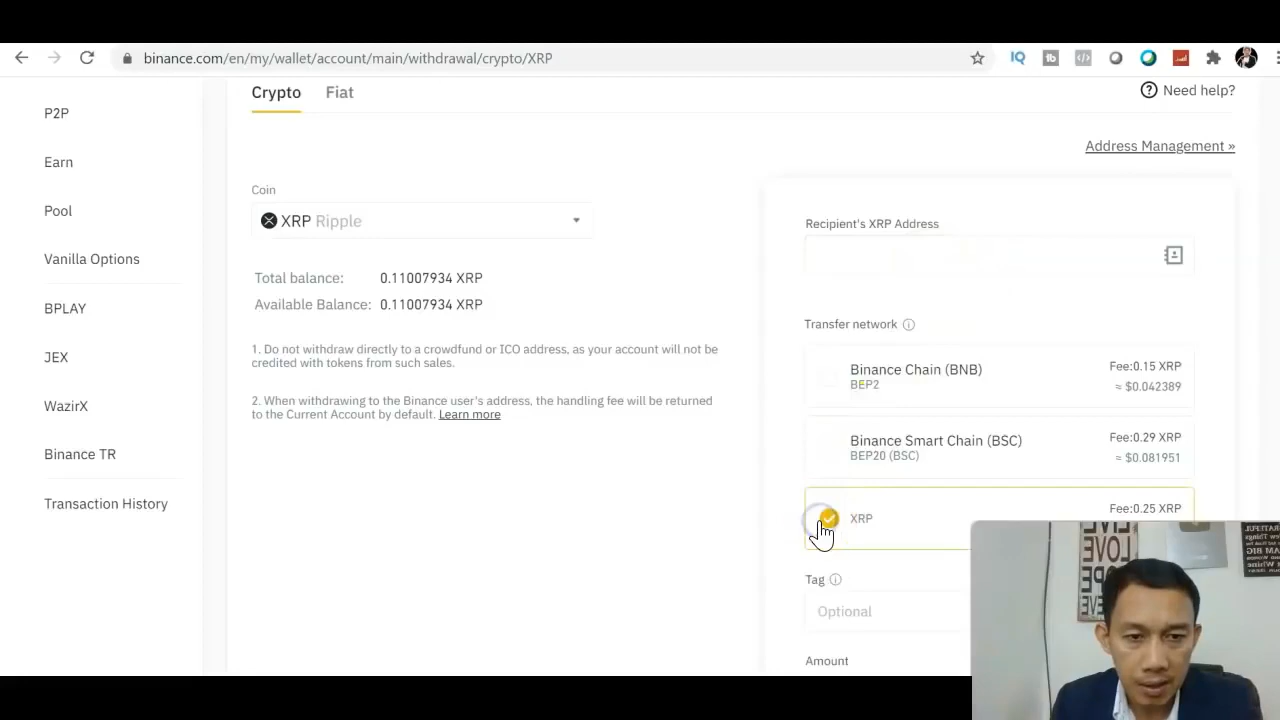 binance.com/en/my/wallet/account/main/withdrawal/crypto/XRP
P2P
Earn
Pool
Vanilla Options
BPLAY
JEX
WazirX
Binance TR
Transaction History
Crypto Fiat
Need help?
Address Management »
Coin
XRP Ripple
Total balance: 0.11007934 XRP
Available Balance: 0.11007934 XRP
1. Do not withdraw directly to a crowdfund or ICO address, as your account will not be
credited with tokens from such sales.
2. When withdrawing to the Binance user's address, the handling fee will be returned
to the Current Account by default. Learn more
Recipient's XRP Address
Transfer network
Binance Chain (BNB) Fee:0.15 XRP
BEP2 ≈ $0.042389
Binance Smart Chain (BSC) Fee:0.29 XRP
BEP20 (BSC) ≈ $0.081951
XRP Fee:0.25 XRP
Tag
Optional
Amount
LIVE
LOVE